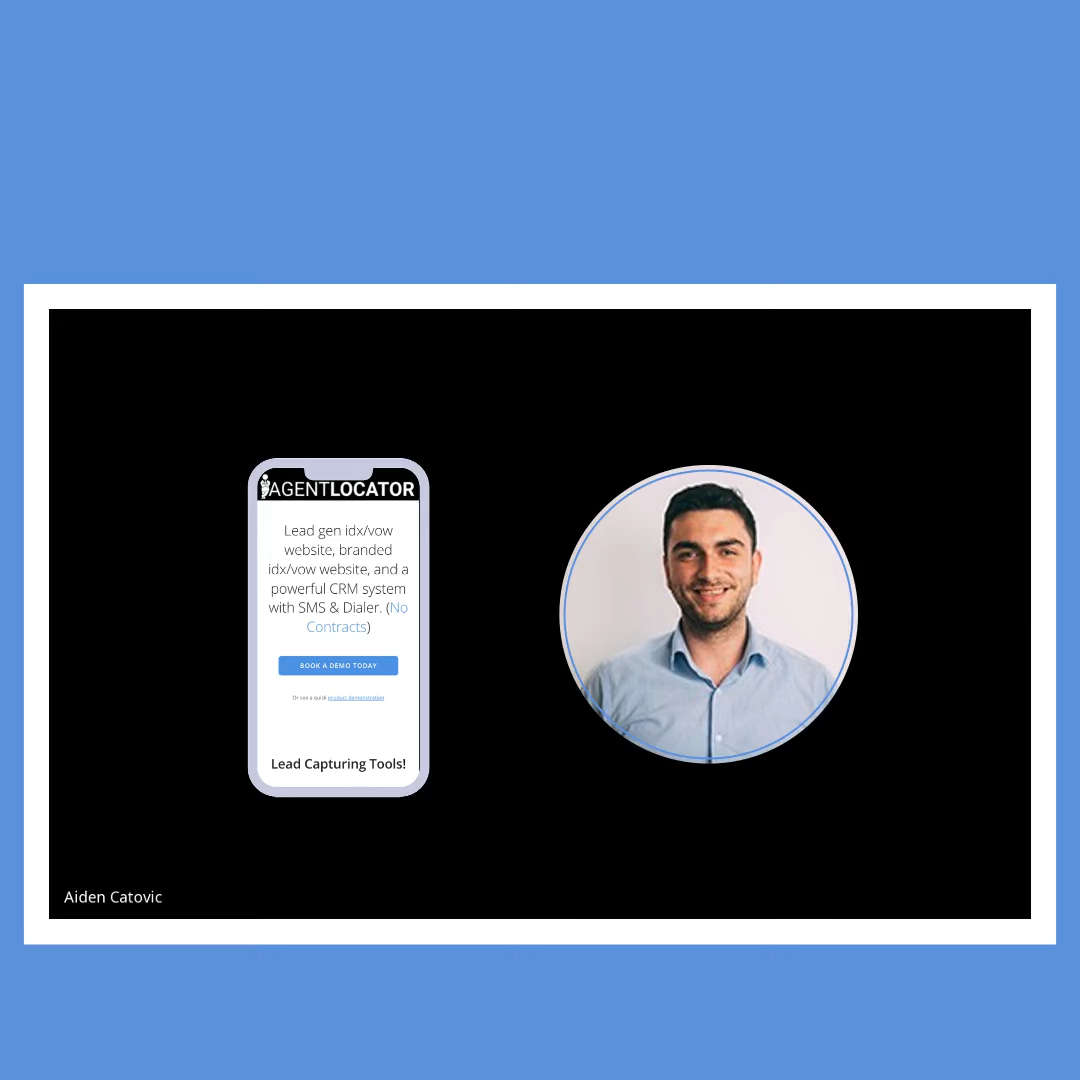 AGENTLOCATOR
Lead gen idx/vow
website, branded
idx/vow website, and a
powerful CRM system
with SMS & Dialer. (No
Contracts)
BOOK A DEMO TODAY
Or see a quick product demonstration
Lead Capturing Tools!
Aiden Catovic